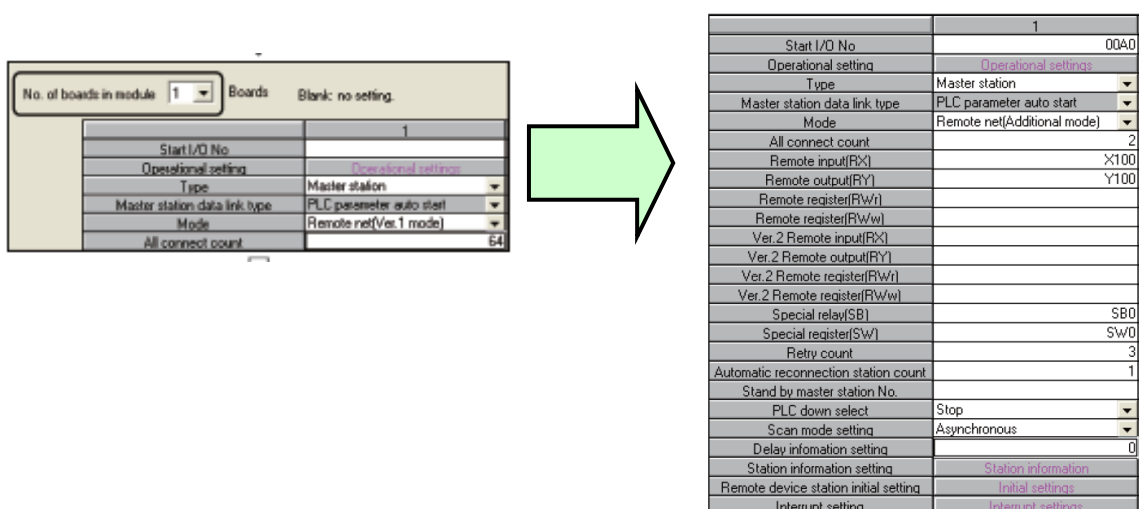 No. of boards in module 1 Boards Blank: no setting.
1
Start I/O No
Operational setting Operational settings
Type Master station
Master station data link type PLC parameter auto start
Mode Remote net(Ver.1 mode)
All connect count 64
1
Start I/O No 00A0
Operational setting Operational settings
Type Master station
Master station data link type PLC parameter auto start
Mode Remote net(Additional mode)
All connect count 2
Remote input(RX) X100
Remote output(RY) Y100
Remote register(RWr)
Remote register(RWw)
Ver.2 Remote input(RX)
Ver.2 Remote output(RY)
Ver.2 Remote register(RWr)
Ver.2 Remote register(RWw)
Special relay(SB) SB0
Special register(SW) SW0
Retry count 3
Automatic reconnection station count 1
Stand by master station No.
PLC down select Stop
Scan mode setting Asynchronous
Delay infomation setting 0
Station information setting Station information
Remote device station initial setting Initial settings
Interrupt setting Interrupt settings